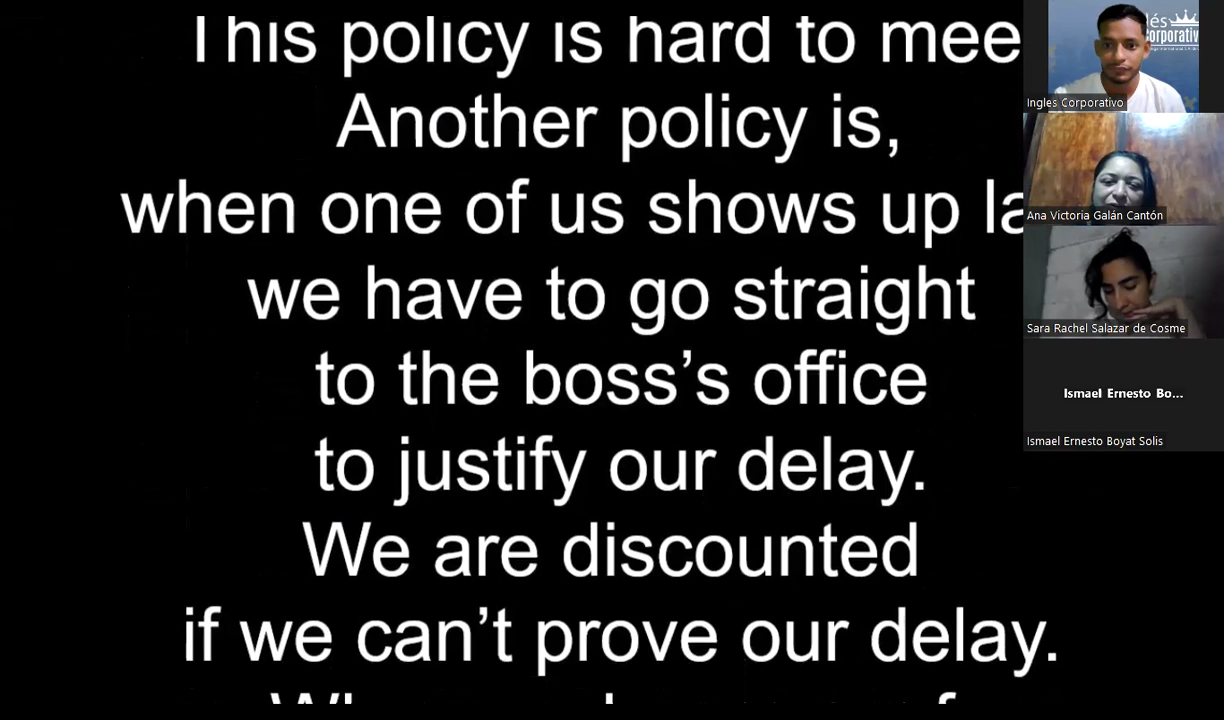 This policy is hard to mee
Another policy is,
when one of us shows up la
we have to go straight
to the boss’s office
to justify our delay.
We are discounted
if we can’t prove our delay.
lés
orporativ
Ingles Corporativo
Ana Victoria Galán Cantón
Sara Rachel Salazar de Cosme
Ismael Ernesto Bo...
Ismael Ernesto Boyat Solis